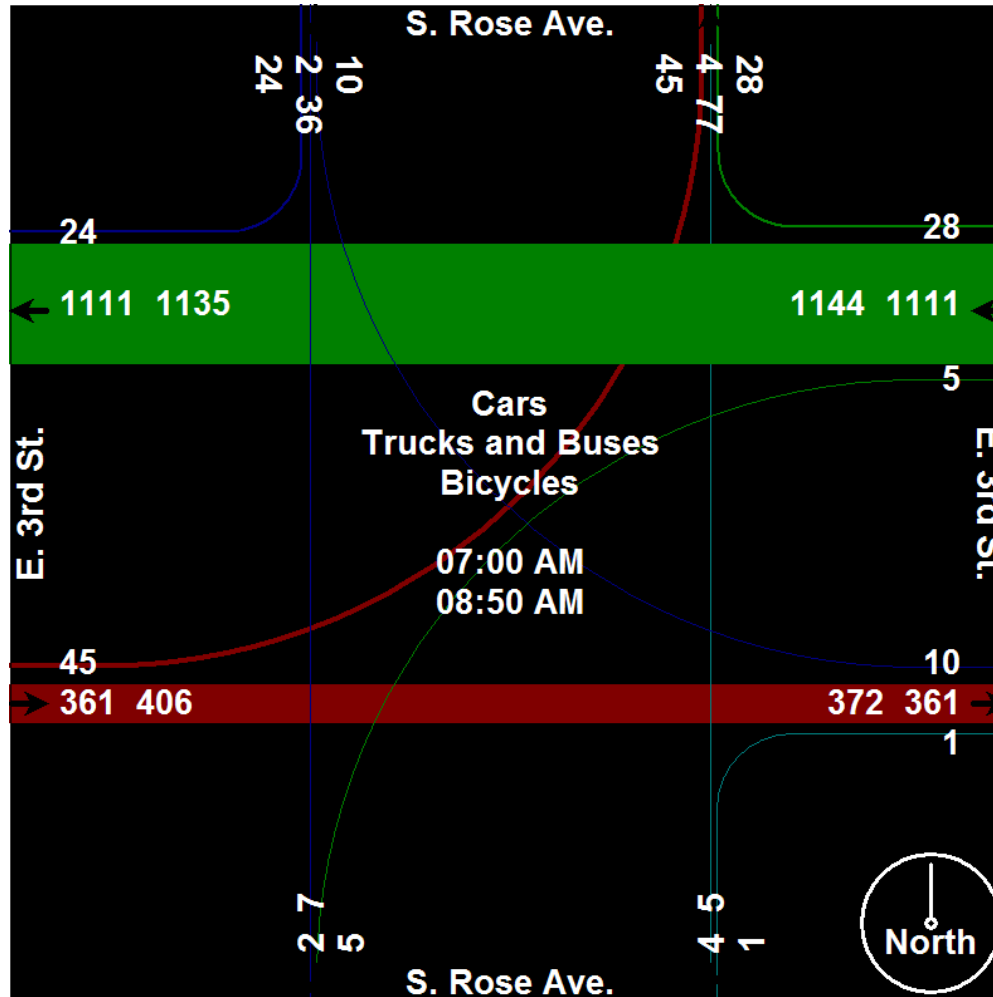 S. Rose Ave.
24
2 36
10
45
4 77
28
24
28
1111 1135
1144 1111
5
Cars
Trucks and Buses
Bicycles
E. 3rd St.
E. 3rd St.
07:00 AM
08:50 AM
45
10
361 406
372 361
1
2 7
5
4 5
1
North
S. Rose Ave.